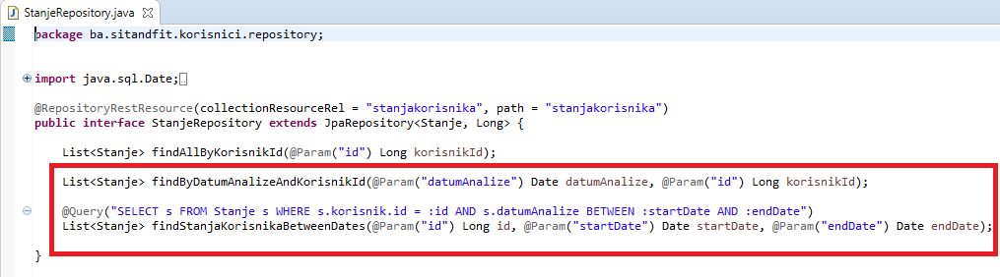 StanjeRepository.java
package ba.sitandfit.korisnici.repository;
import java.sql.Date;
@RepositoryRestResource(collectionResourceRel = "stanjakorisnika", path = "stanjakorisnika")
public interface StanjeRepository extends JpaRepository<Stanje, Long> {
List<Stanje> findAllByKorisnikId(@Param("id") Long korisnikId);
List<Stanje> findByDatumAnalizeAndKorisnikId(@Param("datumAnalize") Date datumAnalize, @Param("id") Long korisnikId);
@Query("SELECT s FROM Stanje s WHERE s.korisnik.id = :id AND s.datumAnalize BETWEEN :startDate AND :endDate")
List<Stanje> findStanjaKorisnikaBetweenDates(@Param("id") Long id, @Param("startDate") Date startDate, @Param("endDate") Date endDate);
}